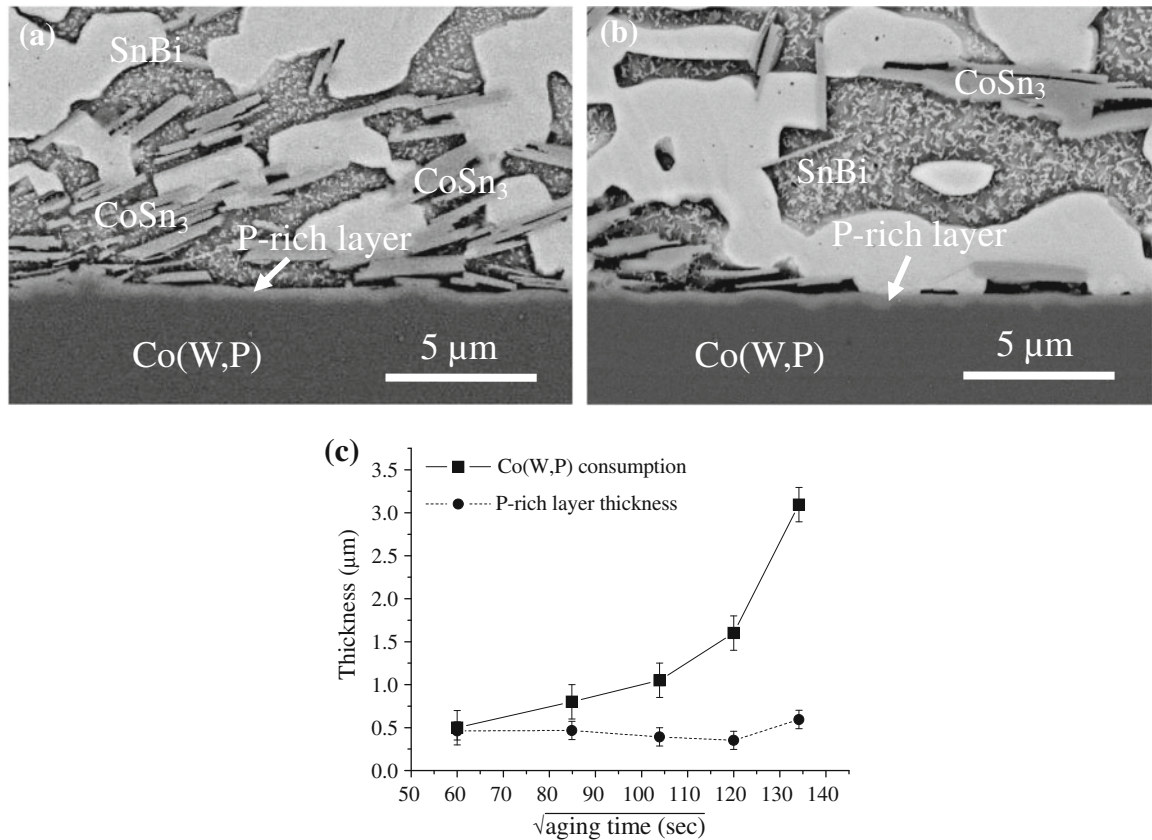 (a)
SnBi
CoSn₃
CoSn₃
P-rich layer
Co(W,P)
5 µm
(b)
CoSn₃
SnBi
P-rich layer
Co(W,P)
5 µm
(c)
Co(W,P) consumption
P-rich layer thickness
Thickness (µm)
3.5
3.0
2.5
2.0
1.5
1.0
0.5
0.0
50 60 70 80 90 100 110 120 130 140
√aging time (sec)